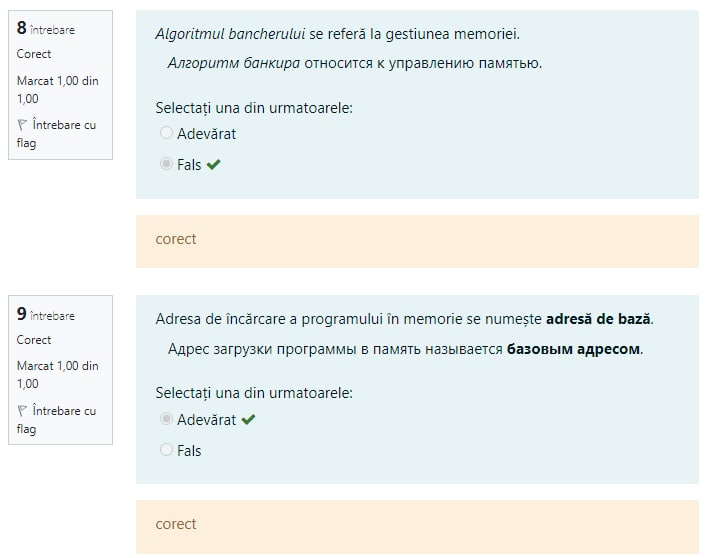 8 întrebare
Corect
Marcat 1,00 din
1,00
Întrebare cu
flag
Algoritmul bancherului se referă la gestiunea memoriei.
Алгоритм банкира относится к управлению памятью.
Selectați una din urmatoarele:
Adevărat
Fals
corect
9 întrebare
Corect
Marcat 1,00 din
1,00
Întrebare cu
flag
Adresa de încărcare a programului în memorie se numește adresă de bază.
Адрес загрузки программы в память называется базовым адресом.
Selectați una din urmatoarele:
Adevărat
Fals
corect